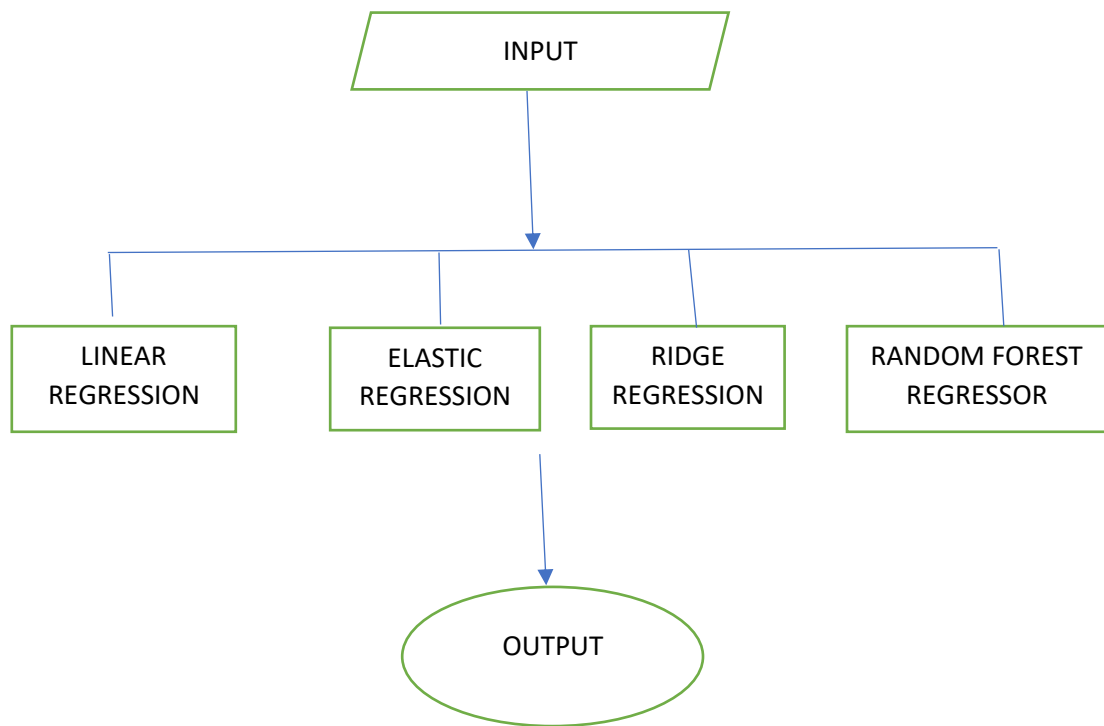 INPUT
LINEAR
REGRESSION
ELASTIC
REGRESSION
RIDGE
REGRESSION
RANDOM FOREST
REGRESSOR
OUTPUT